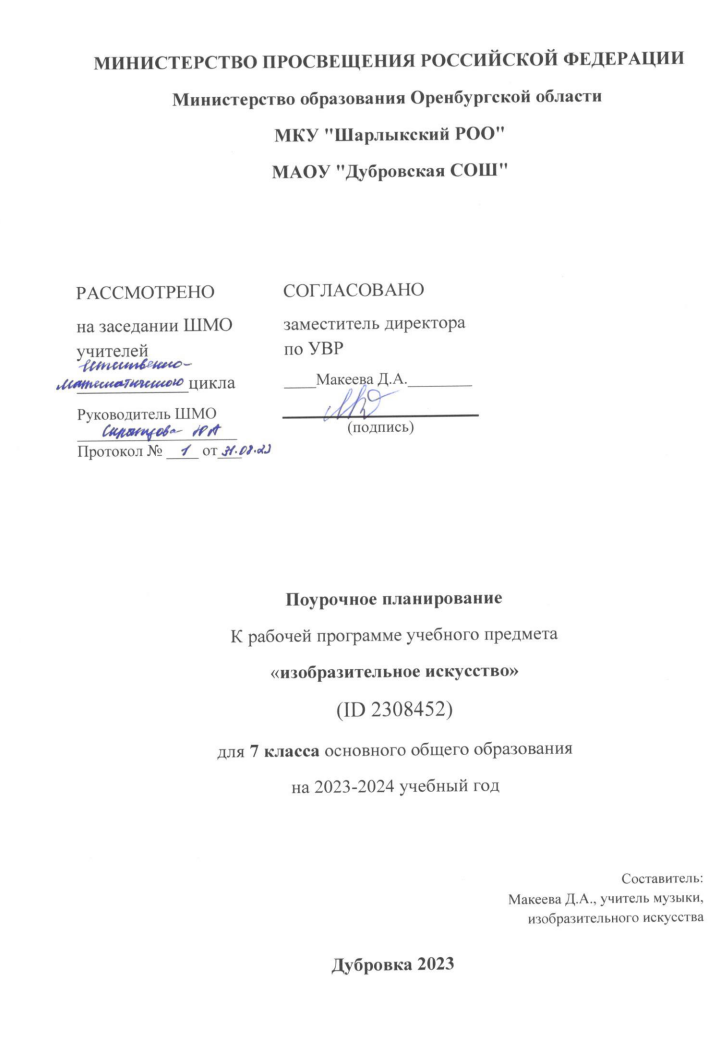 МИНИСТЕРСТВО ПРОСВЕЩЕНИЯ РОССИЙСКОЙ ФЕДЕРАЦИИ
Министерство образования Оренбургской области
МКУ "Шарлыкский РОО"
МАОУ "Дубровская СОШ"
РАССМОТРЕНО
на заседании ШМО
учителей
естественно-
математического цикла
Руководитель ШМО
Протокол № 1 от 31.08.23
СОГЛАСОВАНО
заместитель директора
по УВР
____Макеева Д.А.________
(подпись)
Поурочное планирование
К рабочей программе учебного предмета
«изобразительное искусство»
(ID 2308452)
для 7 класса основного общего образования
на 2023-2024 учебный год
Составитель:
Макеева Д.А., учитель музыки,
изобразительного искусства
Дубровка 2023